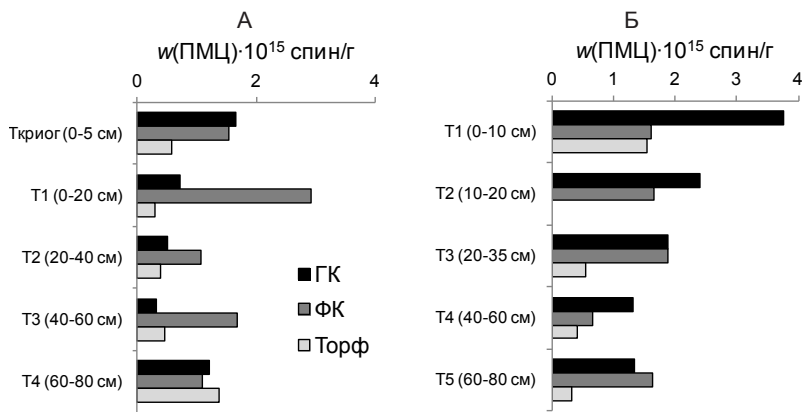 А
w(ПМЦ)·10¹⁵ спин/г
0 2 4
Ткриог (0-5 см)
Т1 (0-20 см)
Т2 (20-40 см)
Т3 (40-60 см)
Т4 (60-80 см)
ГК
ФК
Торф
Б
w(ПМЦ)·10¹⁵ спин/г
0 1 2 3 4
Т1 (0-10 см)
Т2 (10-20 см)
Т3 (20-35 см)
Т4 (40-60 см)
Т5 (60-80 см)